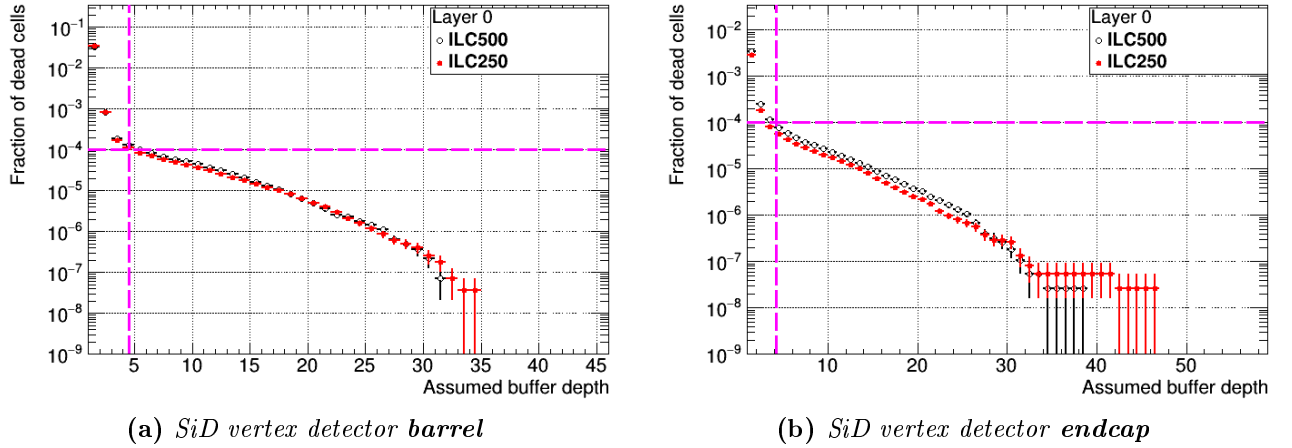 Fraction of dead cells
10⁻¹
10⁻²
10⁻³
10⁻⁴
10⁻⁵
10⁻⁶
10⁻⁷
10⁻⁸
10⁻⁹
Layer 0
ILC500
ILC250
5 10 15 20 25 30 35 40 45
Assumed buffer depth
(a) SiD vertex detector barrel
Fraction of dead cells
10⁻²
10⁻³
10⁻⁴
10⁻⁵
10⁻⁶
10⁻⁷
10⁻⁸
10⁻⁹
Layer 0
ILC500
ILC250
10 20 30 40 50
Assumed buffer depth
(b) SiD vertex detector endcap